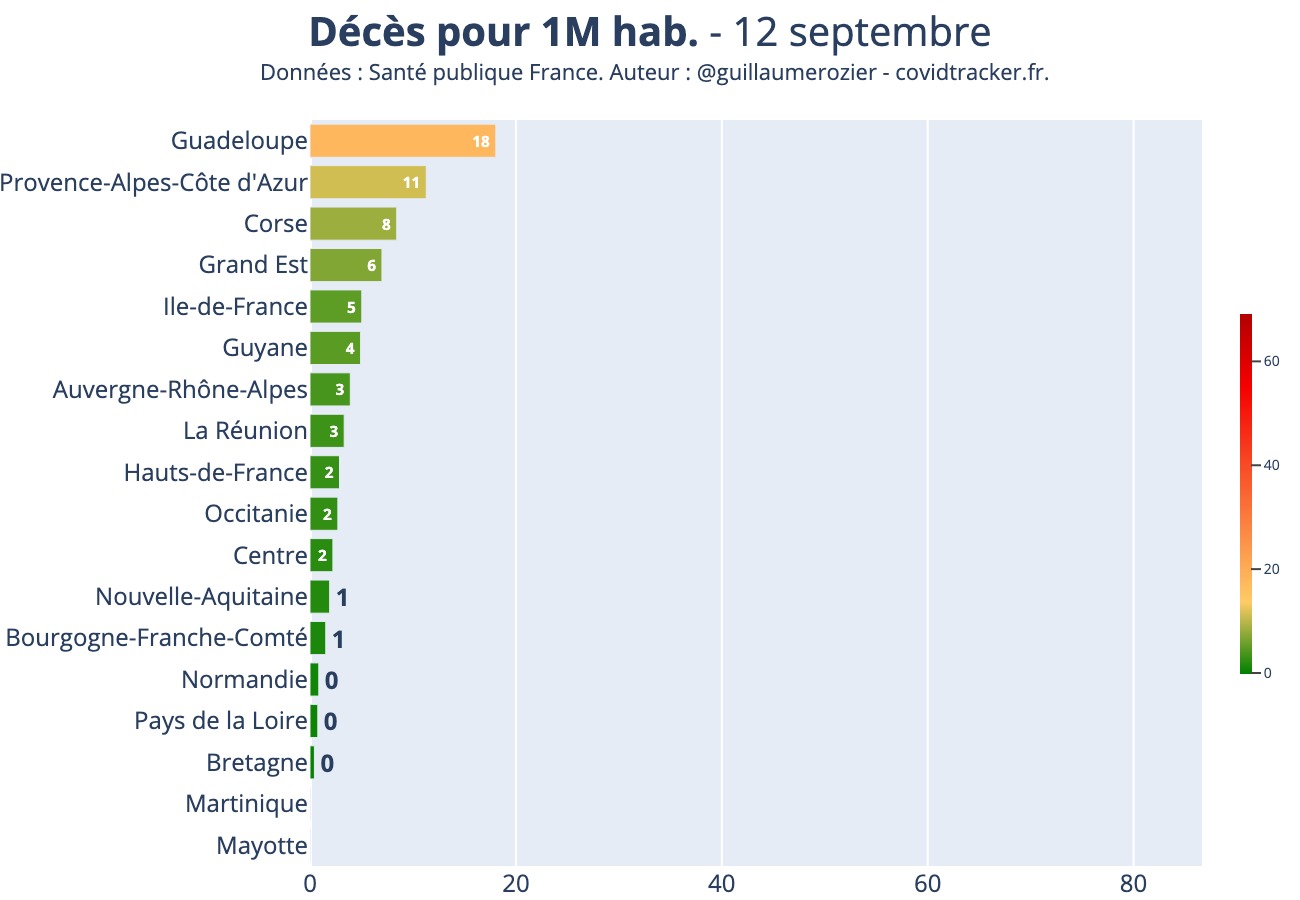 Décès pour 1M hab. - 12 septembre
Données : Santé publique France. Auteur : @guillaumerozier - covidtracker.fr.
Guadeloupe 18
Provence-Alpes-Côte d'Azur 11
Corse 8
Grand Est 6
Ile-de-France 5
Guyane 4
Auvergne-Rhône-Alpes 3
La Réunion 3
Hauts-de-France 2
Occitanie 2
Centre 2
Nouvelle-Aquitaine 1
Bourgogne-Franche-Comté 1
Normandie 0
Pays de la Loire 0
Bretagne 0
Martinique
Mayotte
0 20 40 60 80
60
40
20
0